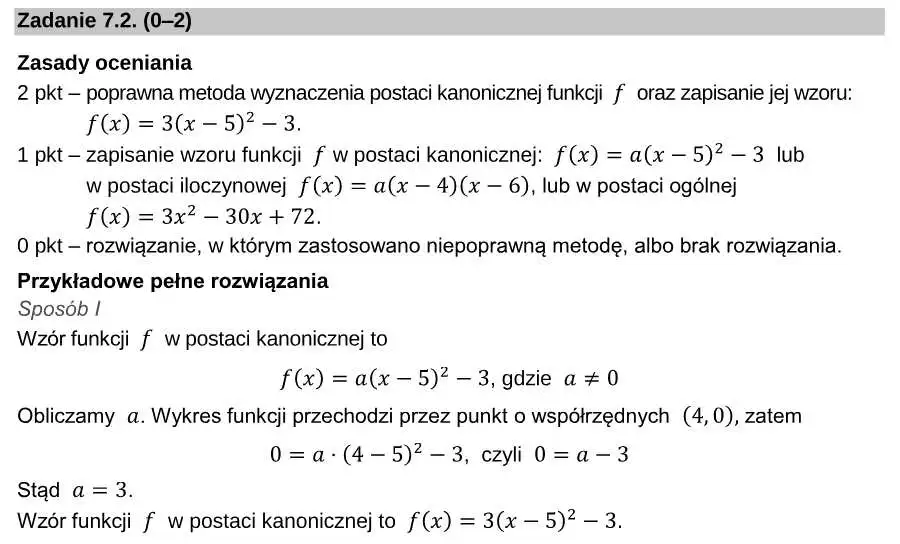 Zadanie 7.2. (0–2)
Zasady oceniania
2 pkt – poprawna metoda wyznaczenia postaci kanonicznej funkcji f oraz zapisanie jej wzoru:
f(x) = 3(x − 5)² − 3.
1 pkt – zapisanie wzoru funkcji f w postaci kanonicznej: f(x) = a(x − 5)² − 3 lub
w postaci iloczynowej f(x) = a(x − 4)(x − 6), lub w postaci ogólnej
f(x) = 3x² − 30x + 72.
0 pkt – rozwiązanie, w którym zastosowano niepoprawną metodę, albo brak rozwiązania.
Przykładowe pełne rozwiązania
Sposób I
Wzór funkcji f w postaci kanonicznej to
f(x) = a(x − 5)² − 3, gdzie a ≠ 0
Obliczamy a. Wykres funkcji przechodzi przez punkt o współrzędnych (4, 0), zatem
0 = a · (4 − 5)² − 3, czyli 0 = a − 3
Stąd a = 3.
Wzór funkcji f w postaci kanonicznej to f(x) = 3(x − 5)² − 3.